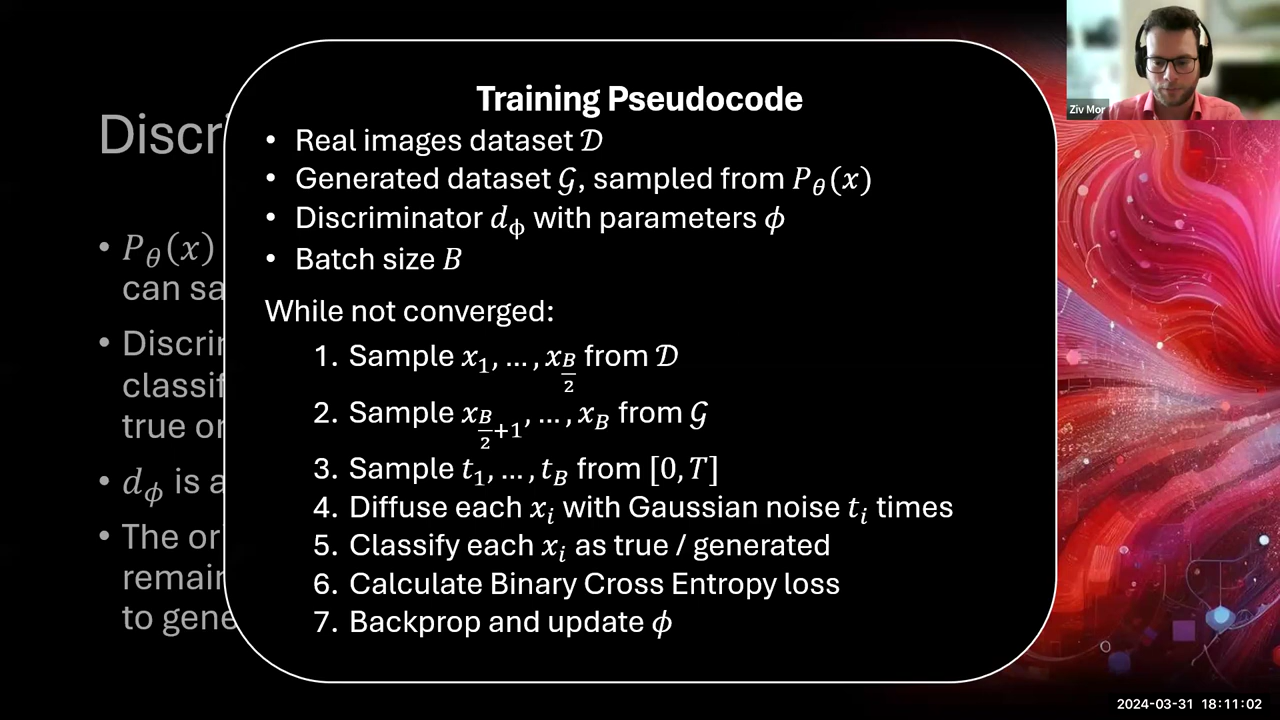 Training Pseudocode
• Real images dataset 𝒟
• Generated dataset 𝒢, sampled from P_θ(x)
• Discriminator d_ϕ with parameters ϕ
• Batch size B
While not converged:
1. Sample x_1, … , x_{B/2} from 𝒟
2. Sample x_{B/2+1}, … , x_B from 𝒢
3. Sample t_1, … , t_B from [0, T]
4. Diffuse each x_i with Gaussian noise t_i times
5. Classify each x_i as true / generated
6. Calculate Binary Cross Entropy loss
7. Backprop and update ϕ
Discri
• P_θ(x)
can sa
• Discrin
classif
true or
• d_ϕ is a
• The or
remain
to gene
Ziv Mor
2024-03-31 18:11:02